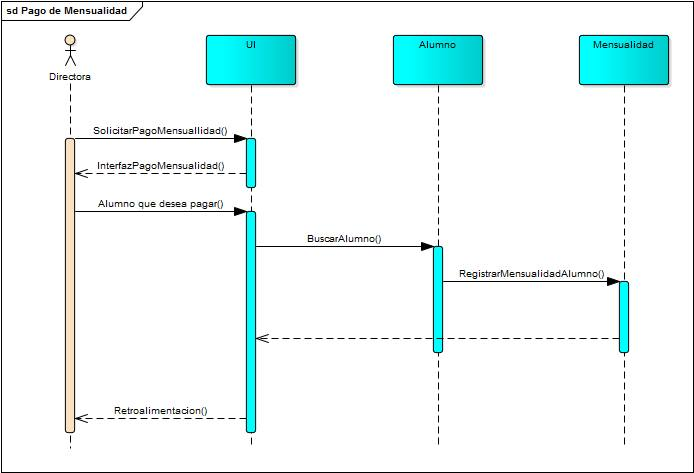 sd Pago de Mensualidad
UI
Alumno
Mensualidad
Directora
SolicitarPagoMensuallidad()
InterfazPagoMensualidad()
Alumno que desea pagar()
BuscarAlumno()
RegistrarMensualidadAlumno()
Retroalimentacion()